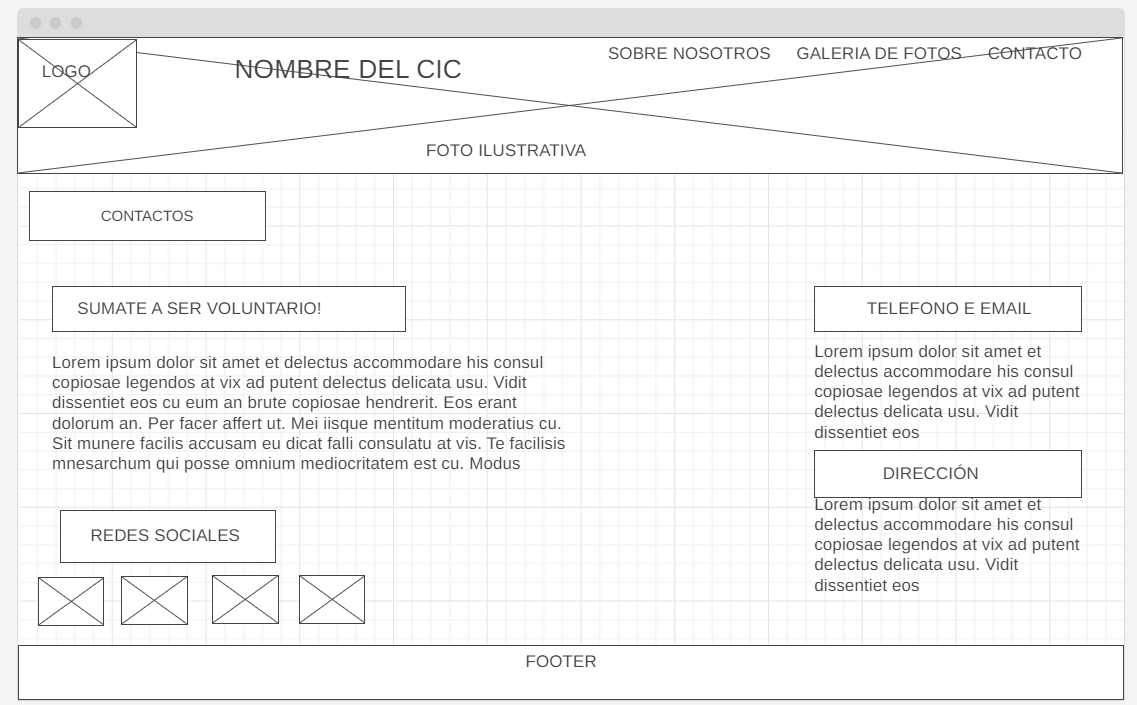 LOGO
NOMBRE DEL CIC
SOBRE NOSOTROS
GALERIA DE FOTOS
CONTACTO
FOTO ILUSTRATIVA
CONTACTOS
SUMATE A SER VOLUNTARIO!
Lorem ipsum dolor sit amet et delectus accommodare his consul
copiosae legendos at vix ad putent delectus delicata usu. Vidit
dissentiet eos cu eum an brute copiosae hendrerit. Eos erant
dolorum an. Per facer affert ut. Mei iisque mentitum moderatius cu.
Sit munere facilis accusam eu dicat falli consulatu at vis. Te facilisis
mnesarchum qui posse omnium mediocritatem est cu. Modus
REDES SOCIALES
TELEFONO E EMAIL
Lorem ipsum dolor sit amet et
delectus accommodare his consul
copiosae legendos at vix ad putent
delectus delicata usu. Vidit
dissentiet eos
DIRECCIÓN
Lorem ipsum dolor sit amet et
delectus accommodare his consul
copiosae legendos at vix ad putent
delectus delicata usu. Vidit
dissentiet eos
FOOTER